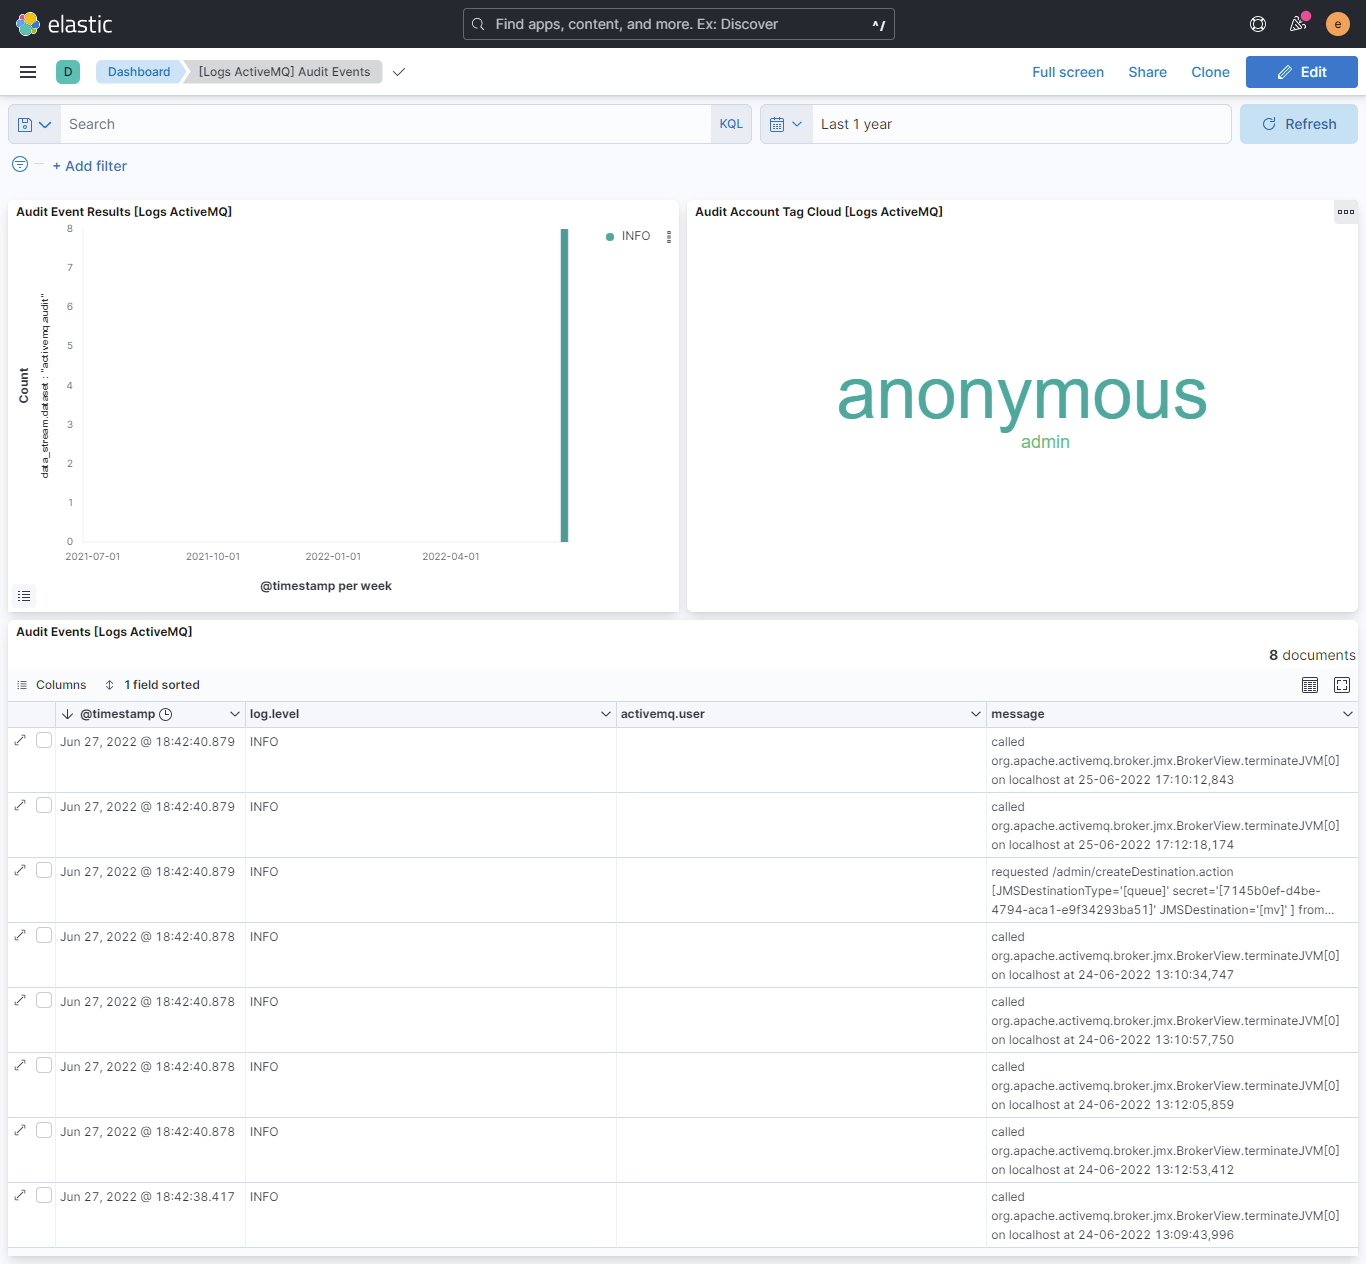 elastic
Find apps, content, and more. Ex: Discover
^/
e
D
Dashboard
[Logs ActiveMQ] Audit Events
Full screen
Share
Clone
Edit
Search
KQL
Last 1 year
Refresh
+ Add filter
Audit Event Results [Logs ActiveMQ]
8
7
6
5
4
3
2
1
0
Count
data_stream.dataset : "activemq.audit"
2021-07-01
2021-10-01
2022-01-01
2022-04-01
@timestamp per week
INFO
Audit Account Tag Cloud [Logs ActiveMQ]
anonymous
admin
Audit Events [Logs ActiveMQ]
8 documents
Columns
1 field sorted
@timestamp
log.level
activemq.user
message
Jun 27, 2022 @ 18:42:40.879
INFO
called
org.apache.activemq.broker.jmx.BrokerView.terminateJVM[0]
on localhost at 25-06-2022 17:10:12,843
Jun 27, 2022 @ 18:42:40.879
INFO
called
org.apache.activemq.broker.jmx.BrokerView.terminateJVM[0]
on localhost at 25-06-2022 17:12:18,174
Jun 27, 2022 @ 18:42:40.879
INFO
requested /admin/createDestination.action
[JMSDestinationType='[queue]' secret='[7145b0ef-d4be-
4794-aca1-e9f34293ba51]' JMSDestination='[mv]' ] from...
Jun 27, 2022 @ 18:42:40.878
INFO
called
org.apache.activemq.broker.jmx.BrokerView.terminateJVM[0]
on localhost at 24-06-2022 13:10:34,747
Jun 27, 2022 @ 18:42:40.878
INFO
called
org.apache.activemq.broker.jmx.BrokerView.terminateJVM[0]
on localhost at 24-06-2022 13:10:57,750
Jun 27, 2022 @ 18:42:40.878
INFO
called
org.apache.activemq.broker.jmx.BrokerView.terminateJVM[0]
on localhost at 24-06-2022 13:12:05,859
Jun 27, 2022 @ 18:42:40.878
INFO
called
org.apache.activemq.broker.jmx.BrokerView.terminateJVM[0]
on localhost at 24-06-2022 13:12:53,412
Jun 27, 2022 @ 18:42:38.417
INFO
called
org.apache.activemq.broker.jmx.BrokerView.terminateJVM[0]
on localhost at 24-06-2022 13:09:43,996